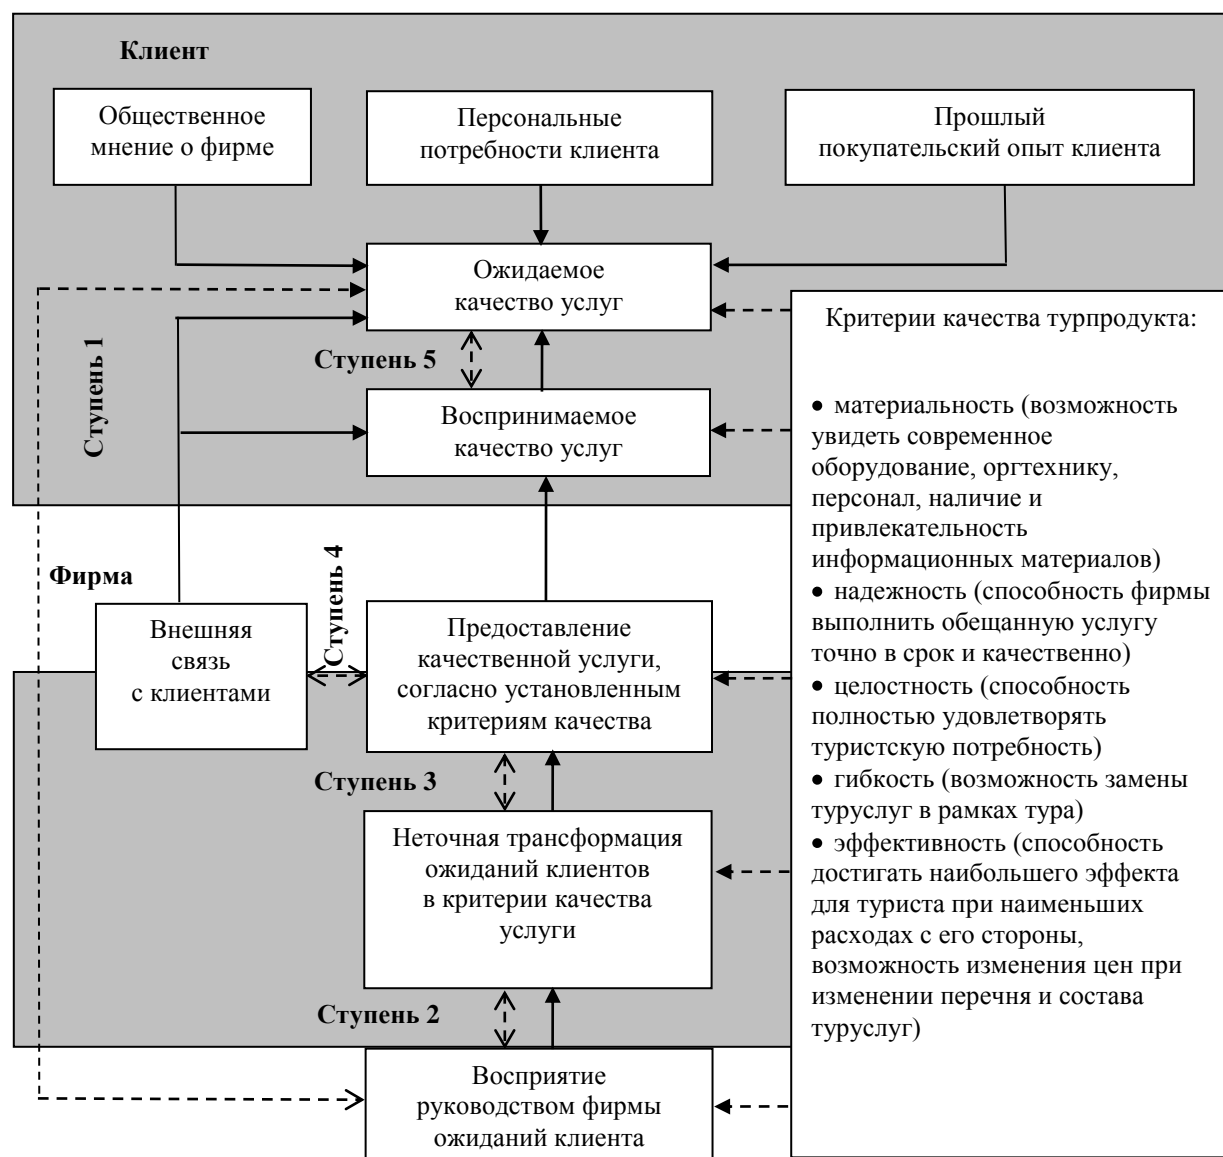 Клиент
Общественное
мнение о фирме
Персональные
потребности клиента
Прошлый
покупательский опыт клиента
Ожидаемое
качество услуг
Ступень 1
Ступень 5
Воспринимаемое
качество услуг
Критерии качества турпродукта:
• материальность (возможность
увидеть современное
оборудование, оргтехнику,
персонал, наличие и
привлекательность
информационных материалов)
• надежность (способность фирмы
выполнить обещанную услугу
точно в срок и качественно)
• целостность (способность
полностью удовлетворять
туристскую потребность)
• гибкость (возможность замены
туруслуг в рамках тура)
• эффективность (способность
достигать наибольшего эффекта
для туриста при наименьших
расходах с его стороны,
возможность изменения цен при
изменении перечня и состава
туруслуг)
Фирма
Ступень 4
Внешняя
связь
с клиентами
Предоставление
качественной услуги,
согласно установленным
критериям качества
Ступень 3
Неточная трансформация
ожиданий клиентов
в критерии качества
услуги
Ступень 2
Восприятие
руководством фирмы
ожиданий клиента